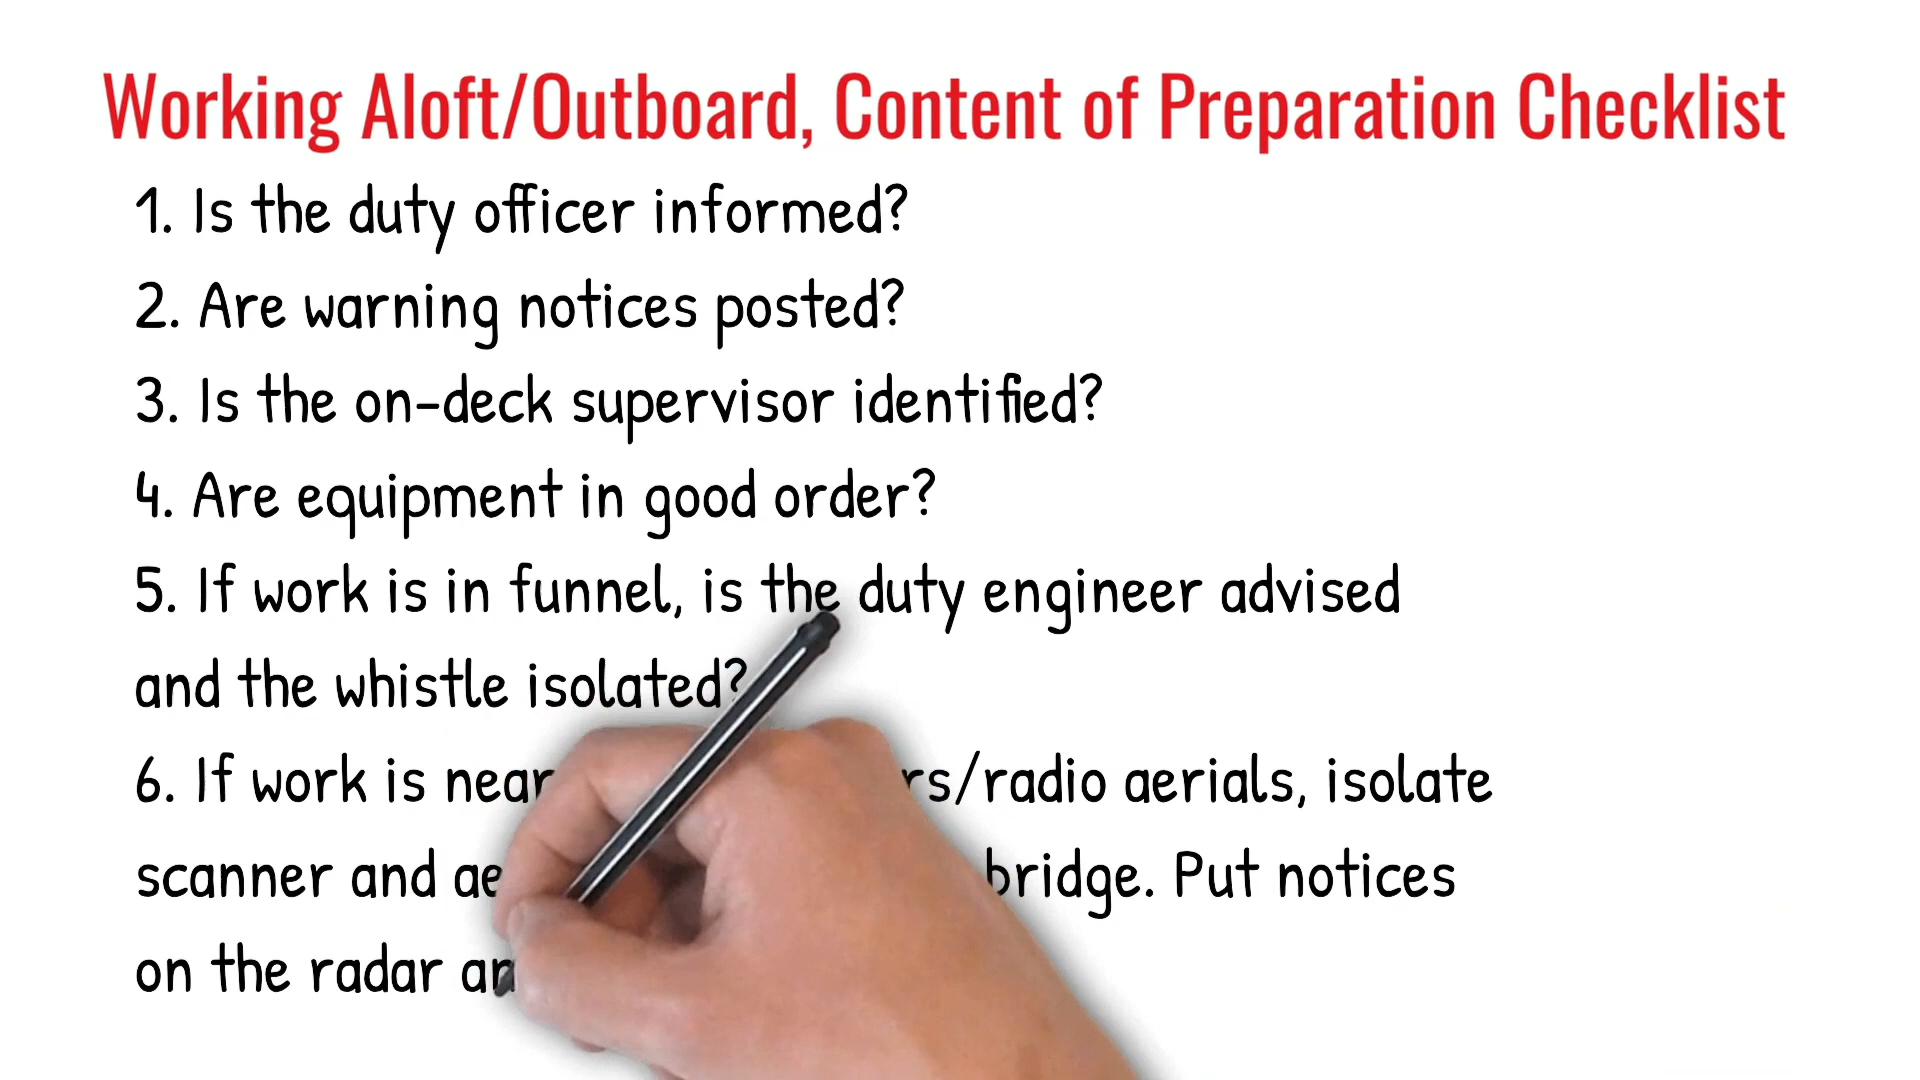 Working Aloft/Outboard, Content of Preparation Checklist
1. Is the duty officer informed?
2. Are warning notices posted?
3. Is the on-deck supervisor identified?
4. Are equipment in good order?
5. If work is in funnel, is the duty engineer advised
and the whistle isolated?
6. If work is near /radio aerials, isolate
scanner and bridge. Put notices
on the radar